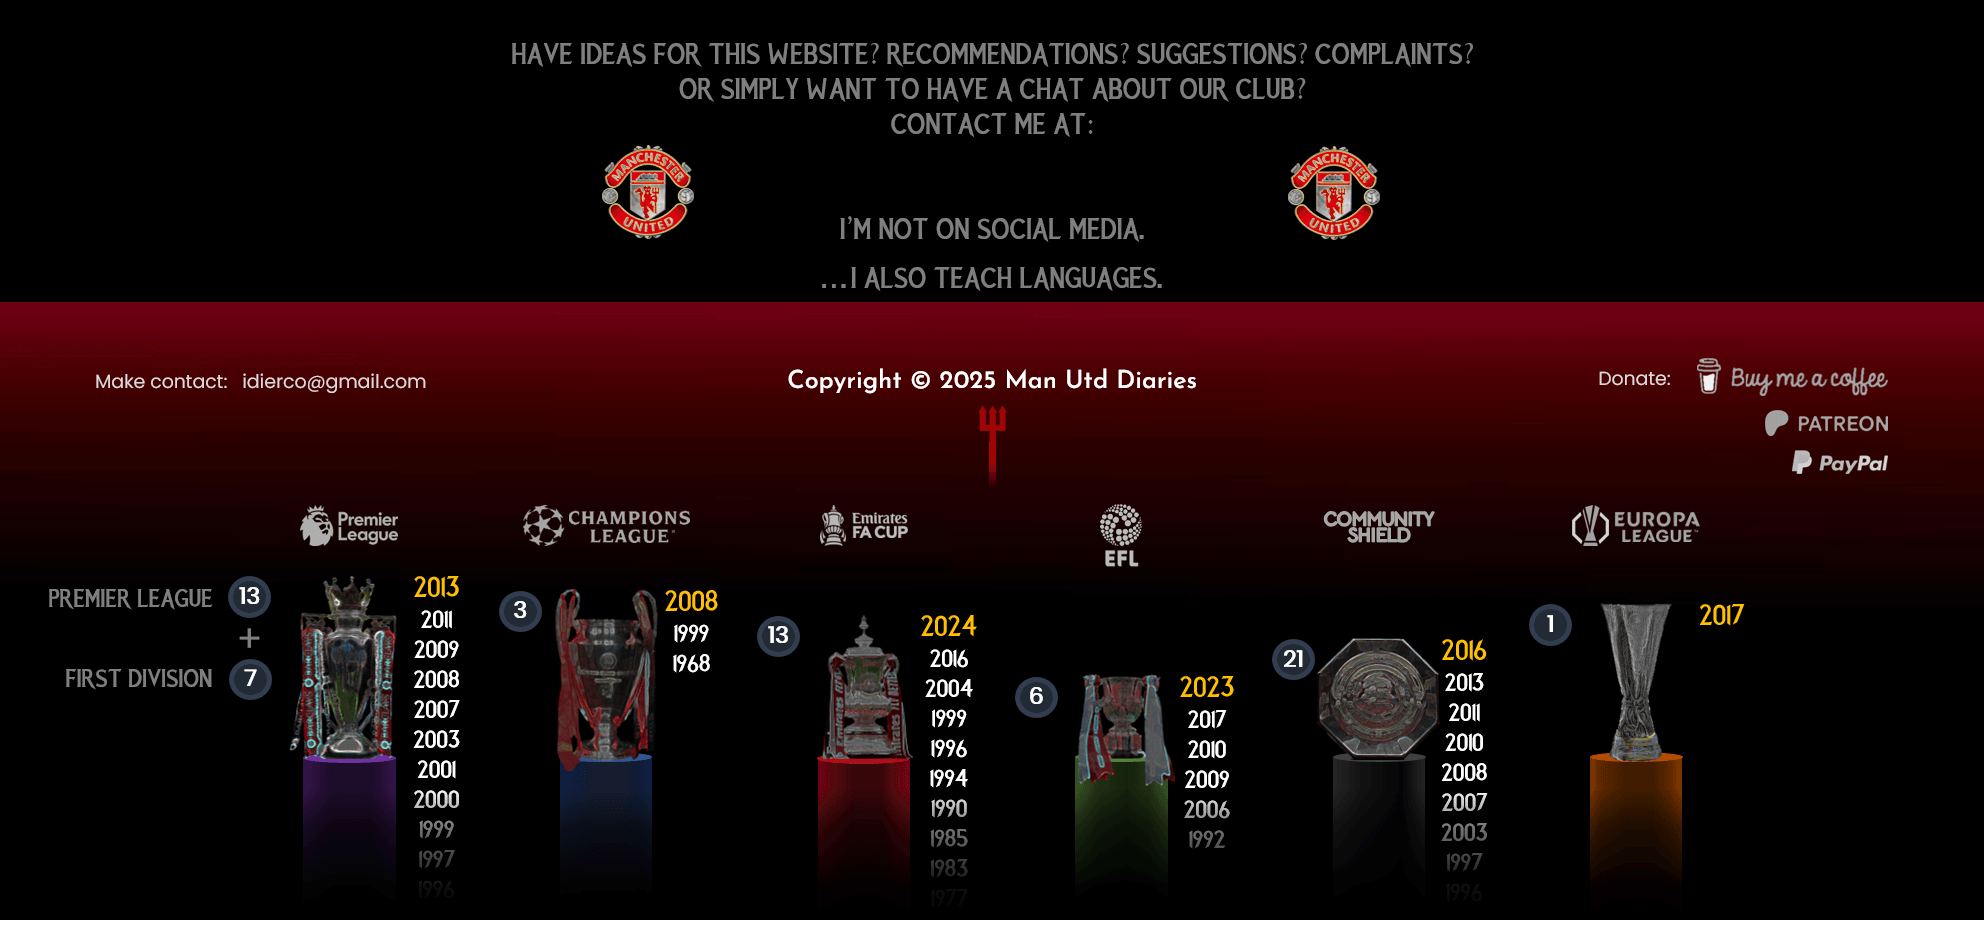 HAVE IDEAS FOR THIS WEBSITE? RECOMMENDATIONS? SUGGESTIONS? COMPLAINTS?
OR SIMPLY WANT TO HAVE A CHAT ABOUT OUR CLUB?
CONTACT ME AT:
MANCHESTER UNITED
MANCHESTER UNITED
I'M NOT ON SOCIAL MEDIA.
...I ALSO TEACH LANGUAGES.
Make contact: idierco@gmail.com
Copyright © 2025 Man Utd Diaries
Donate: Buy me a coffee
PATREON
PayPal
Premier League
CHAMPIONS LEAGUE
Emirates FA CUP
EFL
COMMUNITY SHIELD
EUROPA LEAGUE
PREMIER LEAGUE 13
+
FIRST DIVISION 7
2013
2011
2009
2008
2007
2003
2001
2000
1999
1997
1996
3
2008
1999
1968
13
2024
2016
2004
1999
1996
1994
1990
1985
1983
1977
6
2023
2017
2010
2009
2006
1992
21
2016
2013
2011
2010
2008
2007
2003
1997
1996
1
2017